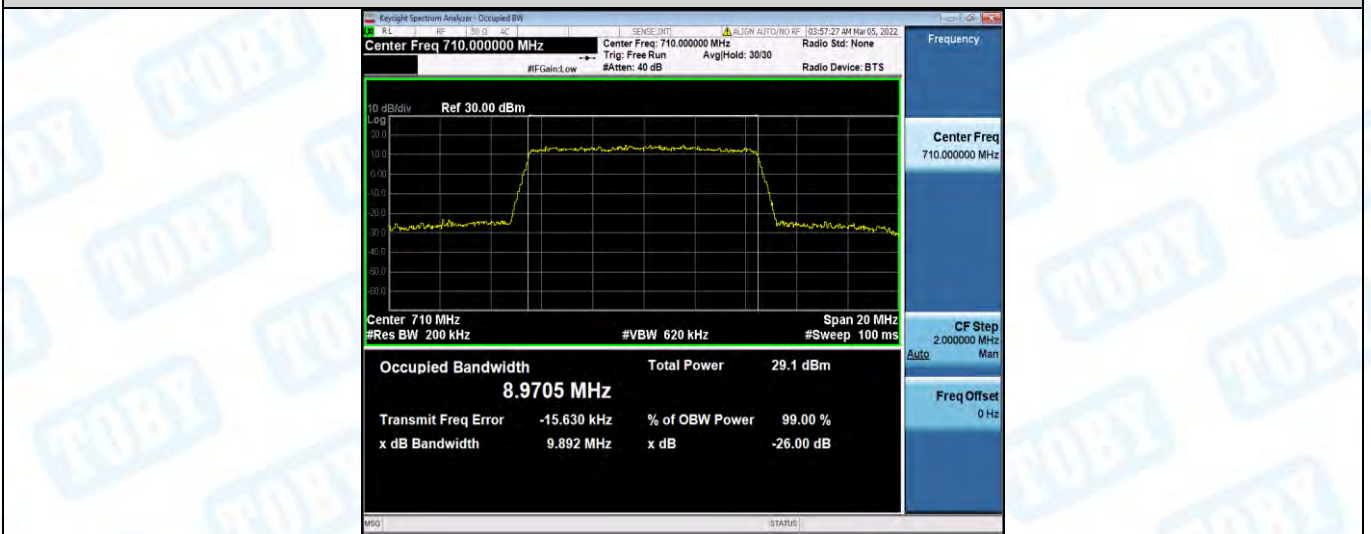 Keysight Spectrum Analyzer - Occupied BW
RL RF 50 Ω AC SENSE:INT ALIGN AUTO/NO RF 03:57:27 AM Mar 05, 2022
Center Freq 710.000000 MHz Center Freq: 710.000000 MHz Radio Std: None
Trig: Free Run Avg|Hold: 30/30
#IFGain:Low #Atten: 40 dB Radio Device: BTS
Frequency
10 dB/div Ref 30.00 dBm
Log
20.0
10.0
0.00
-10.0
-20.0
-30.0
-40.0
-50.0
-60.0
Center 710 MHz Span 20 MHz
#Res BW 200 kHz #VBW 620 kHz #Sweep 100 ms
Occupied Bandwidth Total Power 29.1 dBm
8.9705 MHz
Transmit Freq Error -15.630 kHz % of OBW Power 99.00 %
x dB Bandwidth 9.892 MHz x dB -26.00 dB
Center Freq
710.000000 MHz
CF Step
2.000000 MHz
Auto Man
Freq Offset
0 Hz
MSG STATUS
TOBY
TOBY
TOBY
TOBY
TOBY
TOBY